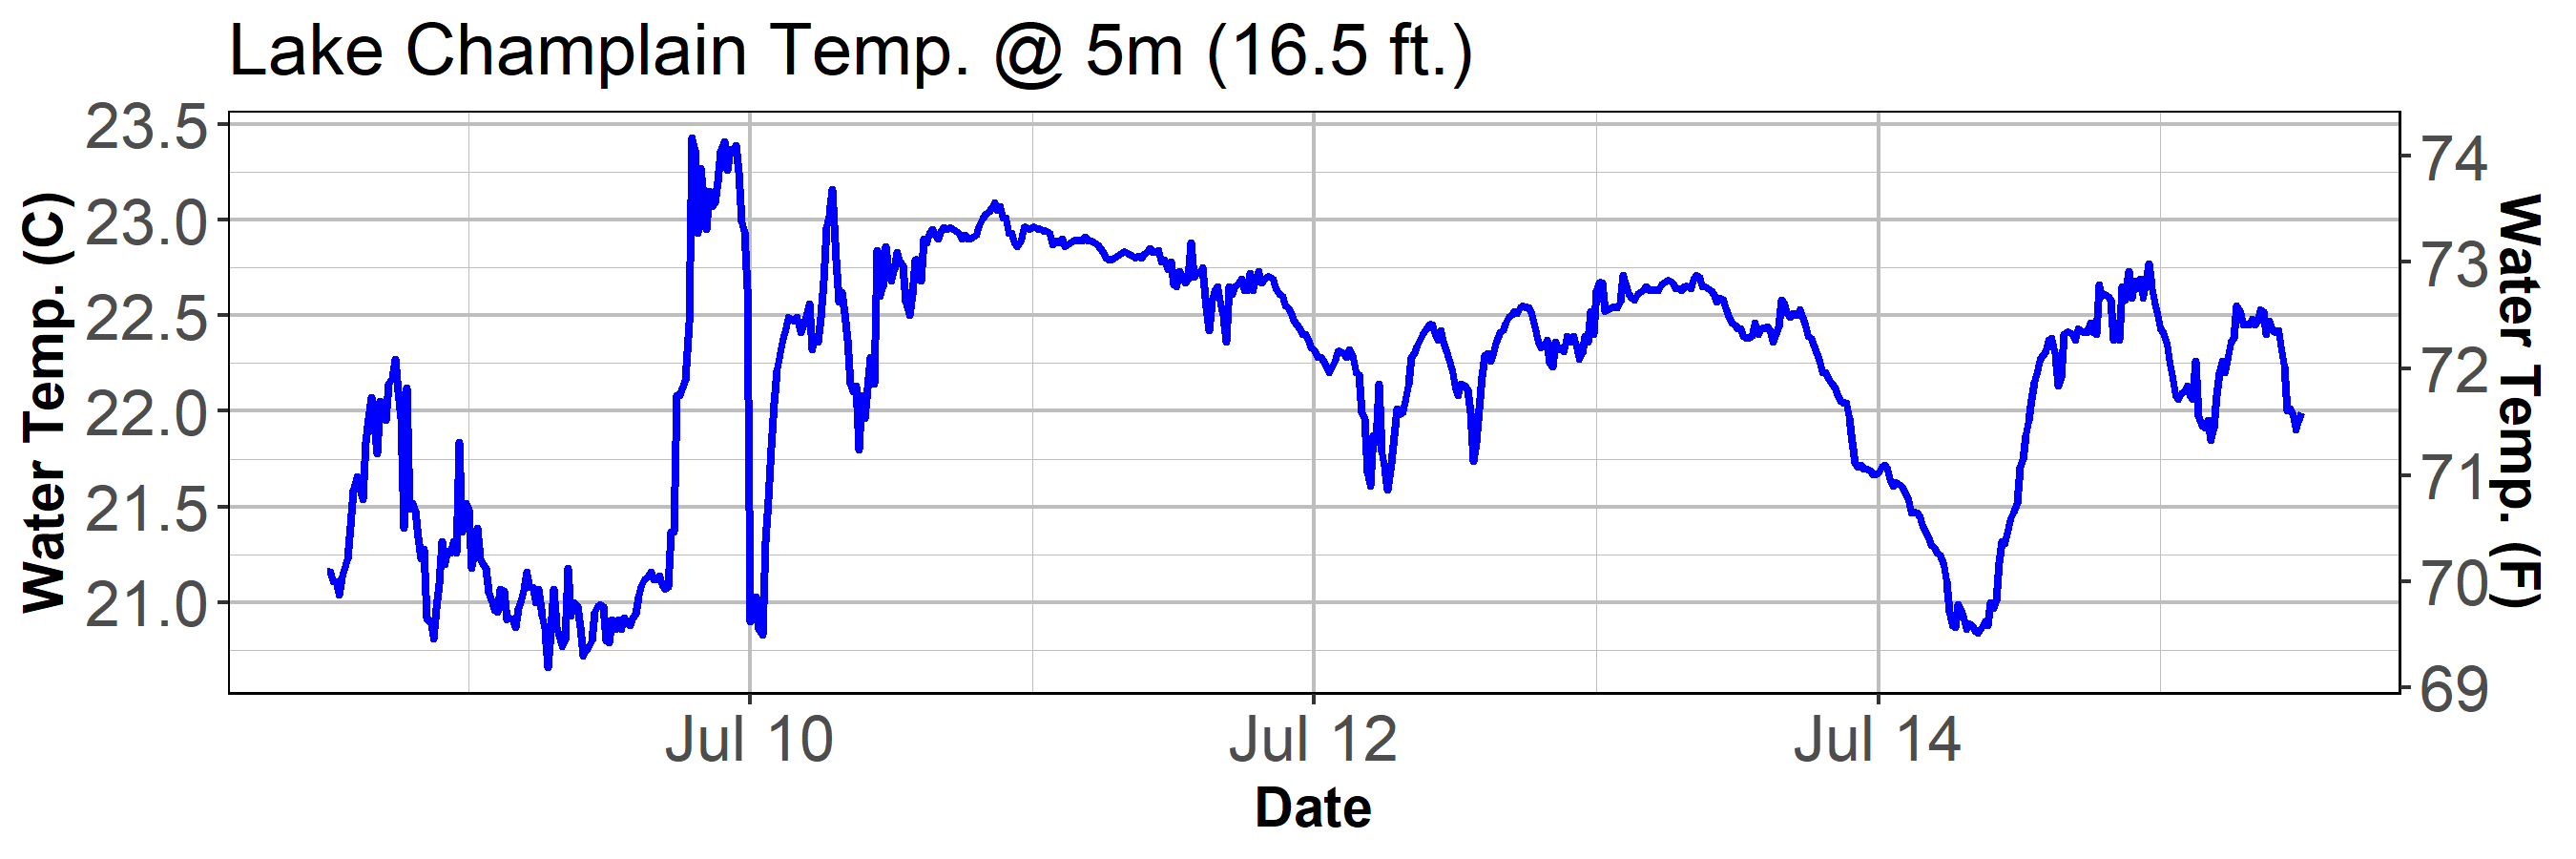 Lake Champlain Temp. @ 5m (16.5 ft.)
Water Temp. (C)
23.5
23.0
22.5
22.0
21.5
21.0
74
73
72
71
70
69
Water Temp. (F)
Jul 10
Jul 12
Jul 14
Date